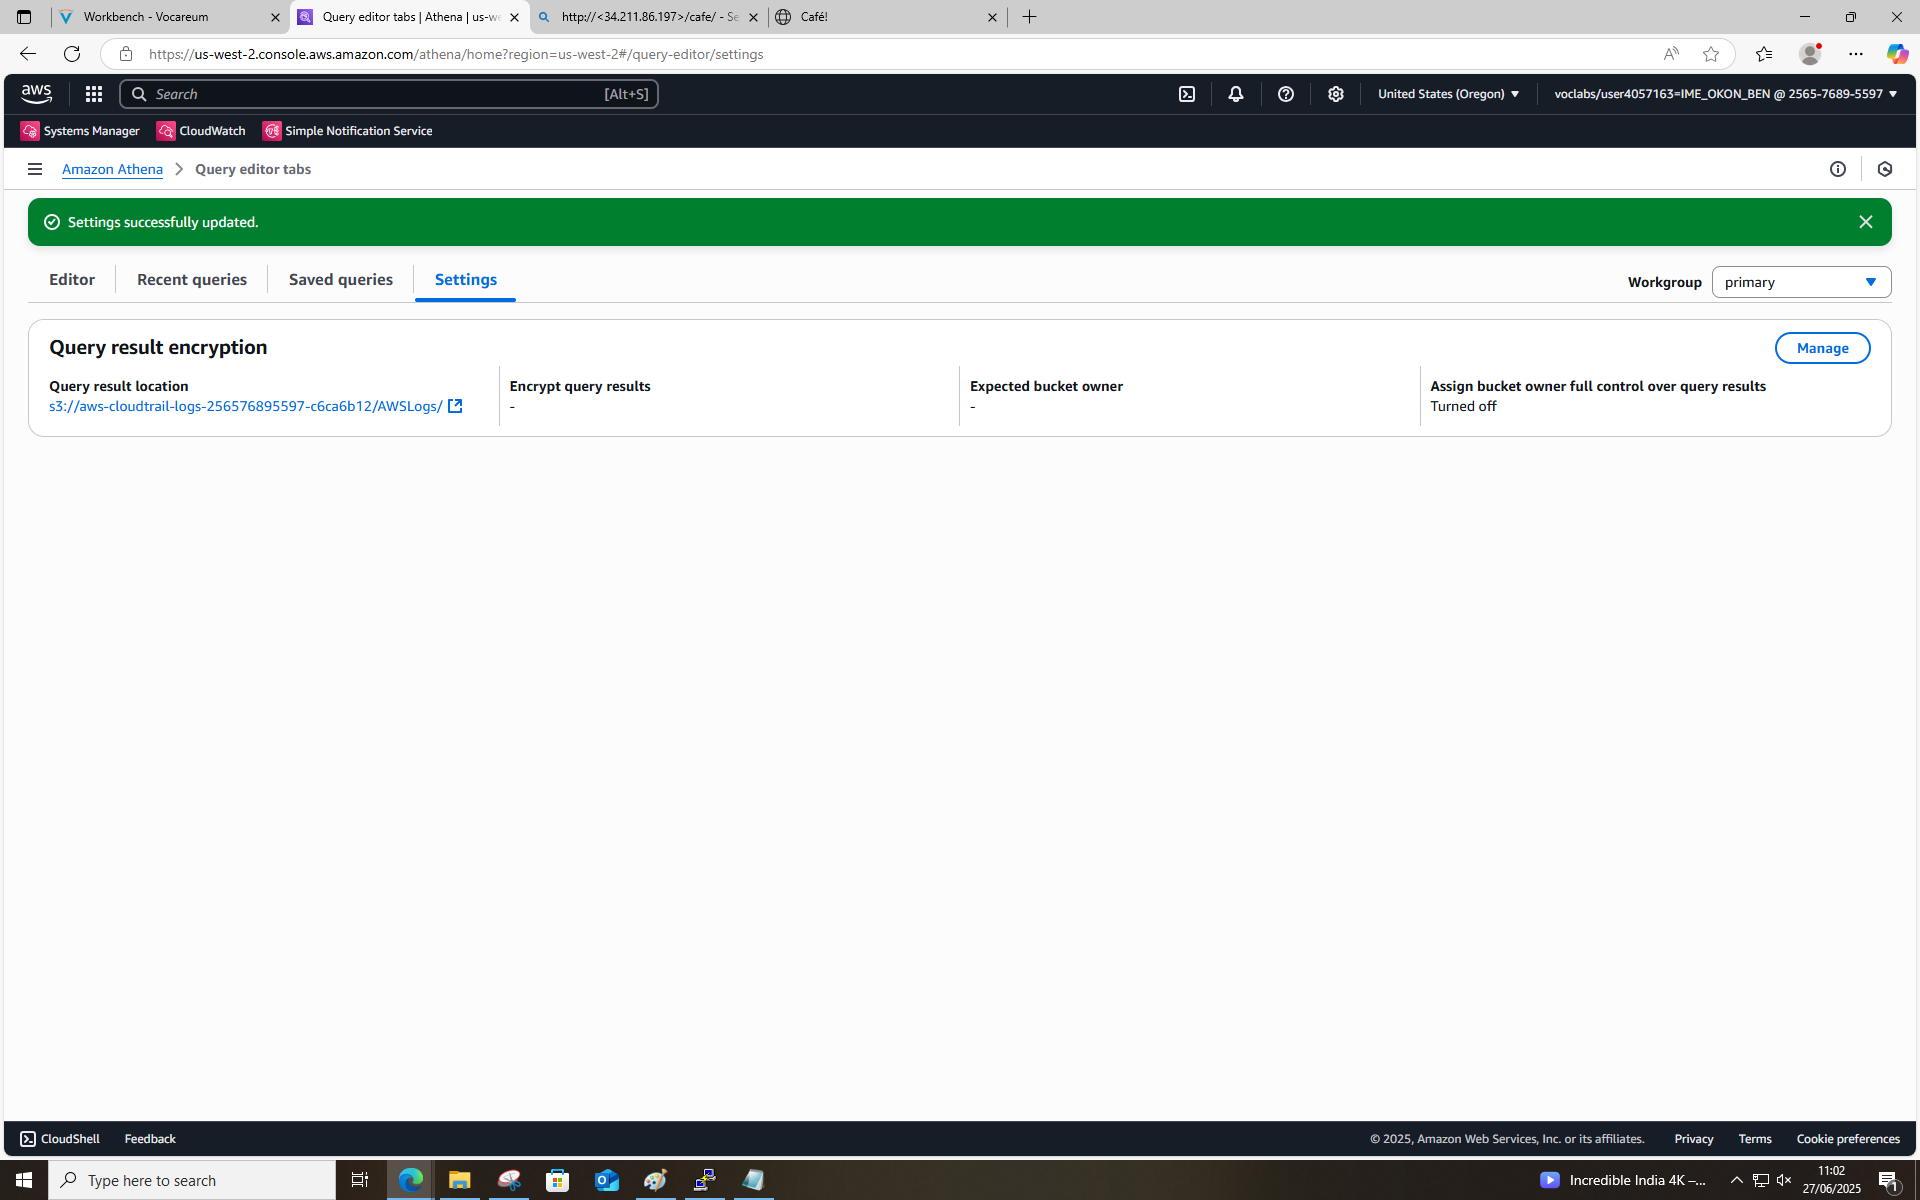 Workbench - Vocareum
Query editor tabs | Athena | us-we
http://<34.211.86.197>/cafe/ - Se
Café!
https://us-west-2.console.aws.amazon.com/athena/home?region=us-west-2#/query-editor/settings
aws
Search
[Alt+S]
United States (Oregon)
voclabs/user4057163=IME_OKON_BEN @ 2565-7689-5597
Systems Manager
CloudWatch
Simple Notification Service
Amazon Athena
Query editor tabs
Settings successfully updated.
Editor
Recent queries
Saved queries
Settings
Workgroup
primary
Query result encryption
Manage
Query result location
s3://aws-cloudtrail-logs-256576895597-c6ca6b12/AWSLogs/
Encrypt query results
-
Expected bucket owner
-
Assign bucket owner full control over query results
Turned off
CloudShell
Feedback
© 2025, Amazon Web Services, Inc. or its affiliates.
Privacy
Terms
Cookie preferences
Type here to search
Incredible India 4K –...
11:02
27/06/2025
1